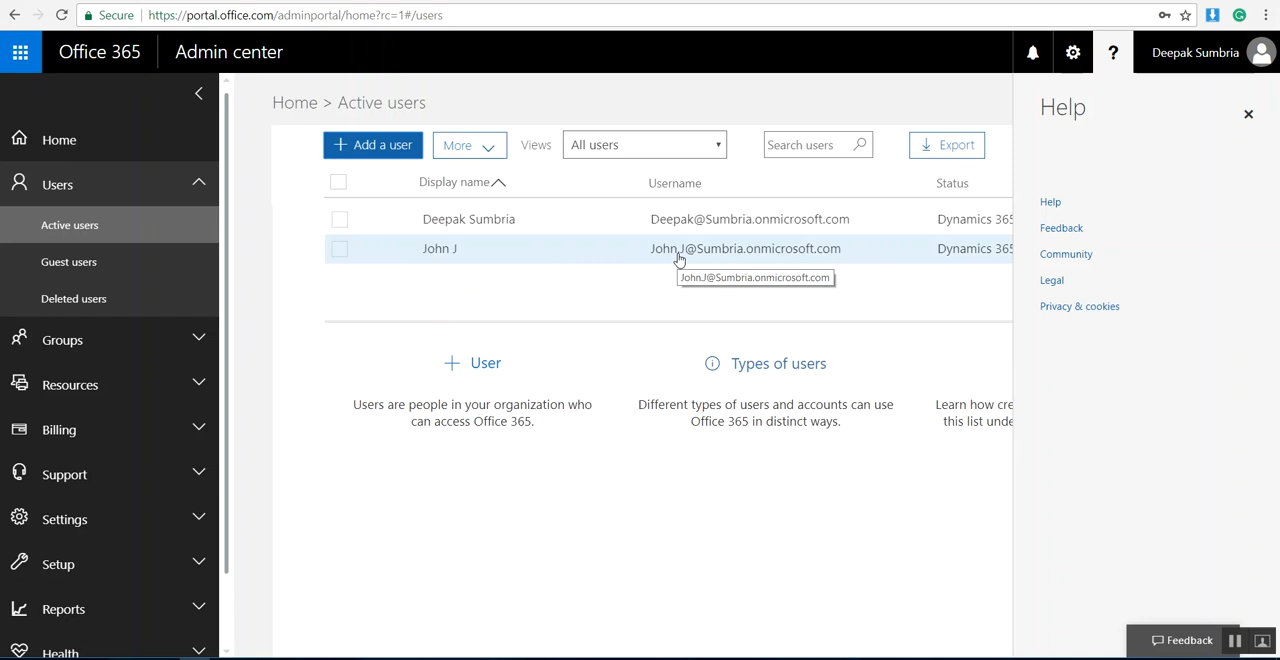 Secure https://portal.office.com/adminportal/home?rc=1#/users
Office 365 Admin center ? Deepak Sumbria
Home > Active users
Help
Home
Users
Active users
Guest users
Deleted users
Groups
Resources
Billing
Support
Settings
Setup
Reports
Health
+ Add a user More Views All users Search users Export
Display name Username Status
Deepak Sumbria Deepak@Sumbria.onmicrosoft.com Dynamics 365
John J John.J@Sumbria.onmicrosoft.com Dynamics 365
John.J@Sumbria.onmicrosoft.com
+ User
Users are people in your organization who
can access Office 365.
Types of users
Different types of users and accounts can use
Office 365 in distinct ways.
Learn how cre
this list unde
Help
Feedback
Community
Legal
Privacy & cookies
Feedback